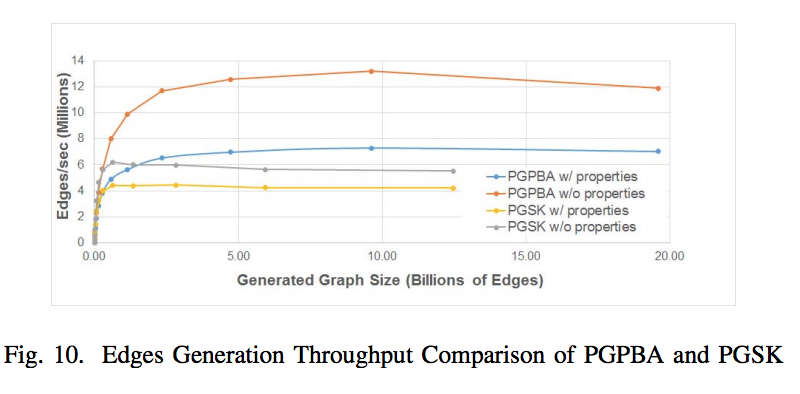 14
12
10
8
6
4
2
0
Edges/sec (Millions)
PGPBA w/ properties
PGPBA w/o properties
PGSK w/ properties
PGSK w/o properties
0.00 5.00 10.00 15.00 20.00
Generated Graph Size (Billions of Edges)
Fig. 10. Edges Generation Throughput Comparison of PGPBA and PGSK